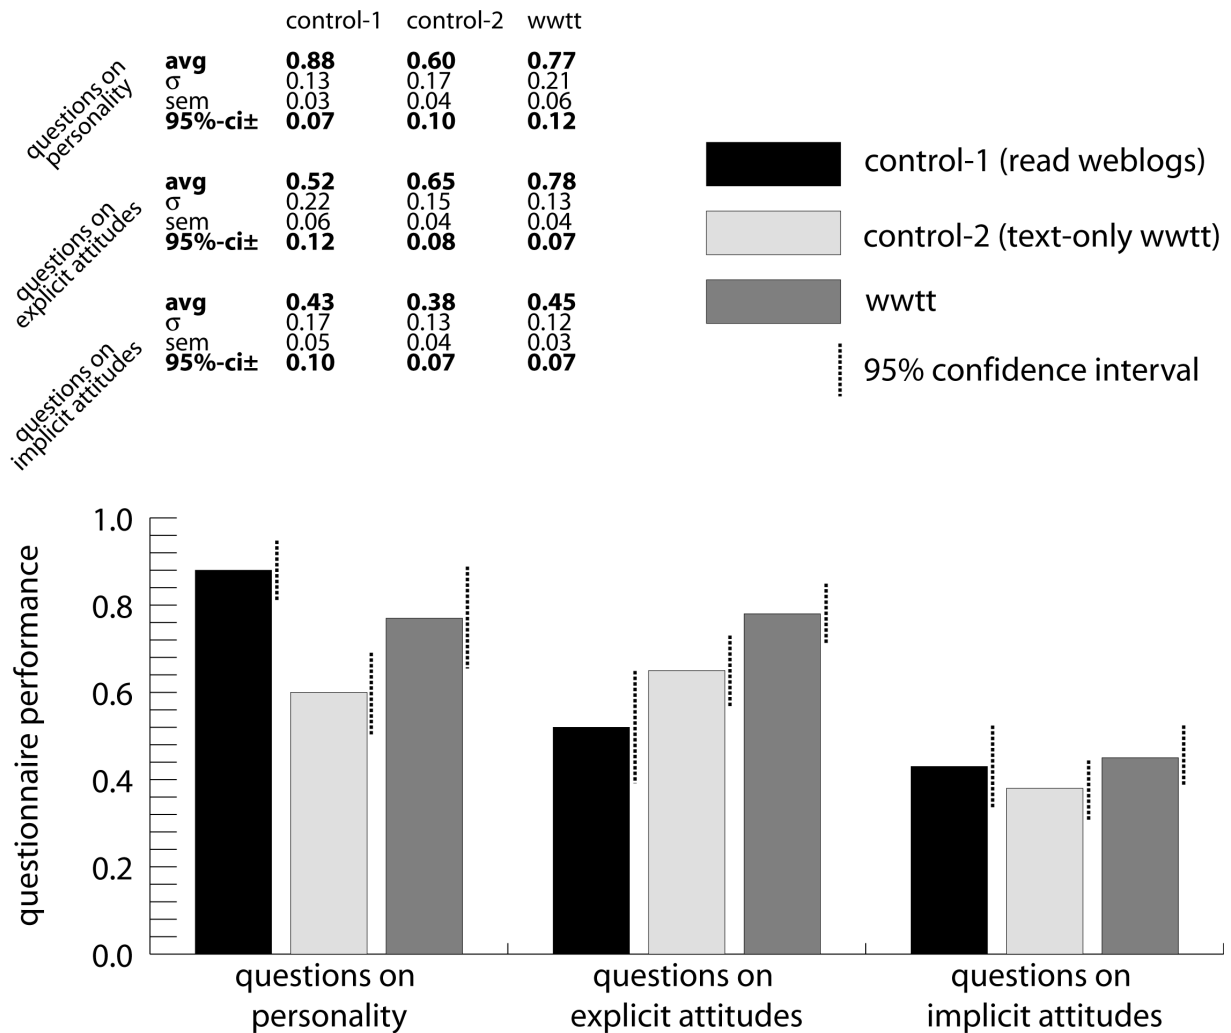 control-1 control-2 wwtt
questions on
personality
avg 0.88 0.60 0.77
σ 0.13 0.17 0.21
sem 0.03 0.04 0.06
95%-ci± 0.07 0.10 0.12
questions on
explicit attitudes
avg 0.52 0.65 0.78
σ 0.22 0.15 0.13
sem 0.06 0.04 0.04
95%-ci± 0.12 0.08 0.07
questions on
implicit attitudes
avg 0.43 0.38 0.45
σ 0.17 0.13 0.12
sem 0.05 0.04 0.03
95%-ci± 0.10 0.07 0.07
control-1 (read weblogs)
control-2 (text-only wwtt)
wwtt
95% confidence interval
questionnaire performance
1.0
0.8
0.6
0.4
0.2
0.0
questions on
personality
questions on
explicit attitudes
questions on
implicit attitudes